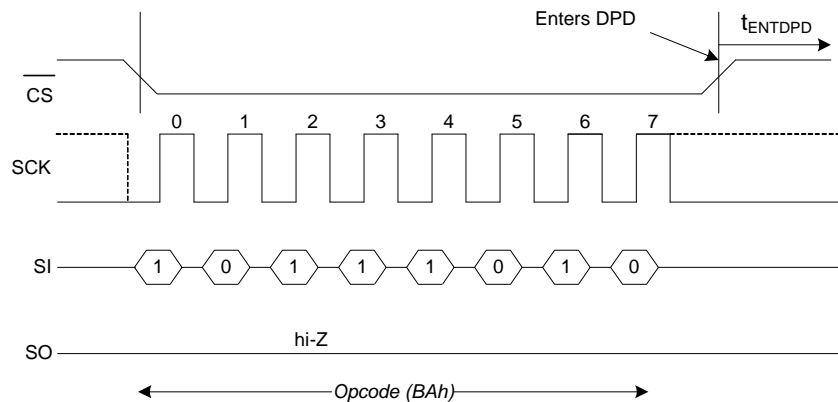 Enters DPD
tENTDPD
CS
0 1 2 3 4 5 6 7
SCK
SI 1 0 1 1 1 0 1 0
hi-Z
SO
Opcode (BAh)